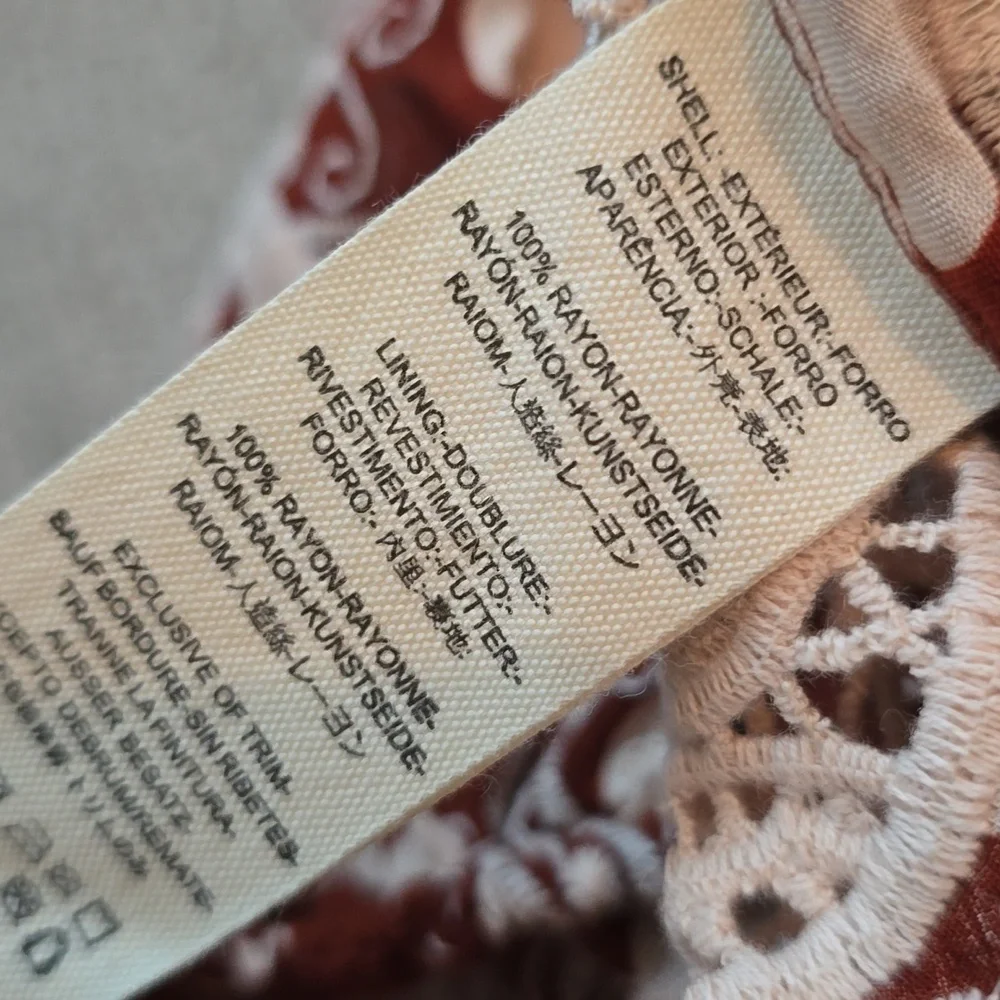 SHELL:-EXTÉRIEUR:-FORRO
EXTERIOR :-FORRO
ESTERNO:-SCHALE:-
APARÊNCIA:-外壳-表地:
100% RAYON-RAYONNE-
RAYÓN-RAION-KUNSTSEIDE-
RAIOM-人造絲-レーヨン
LINING:-DOUBLURE:-
REVESTIMIENTO:-
RIVESTIMENTO:-FUTTER:-
FORRO:- 内里-裏地:
100% RAYON-RAYONNE-
RAYÓN-RAION-KUNSTSEIDE-
RAIOM-人造絲-レーヨン
EXCLUSIVE OF TRIM-
SAUF BORDURE-SIN RIBETES-
TRANNE LA FINITURA-
AUSSER BESATZ
DEBRUM/REMATE-